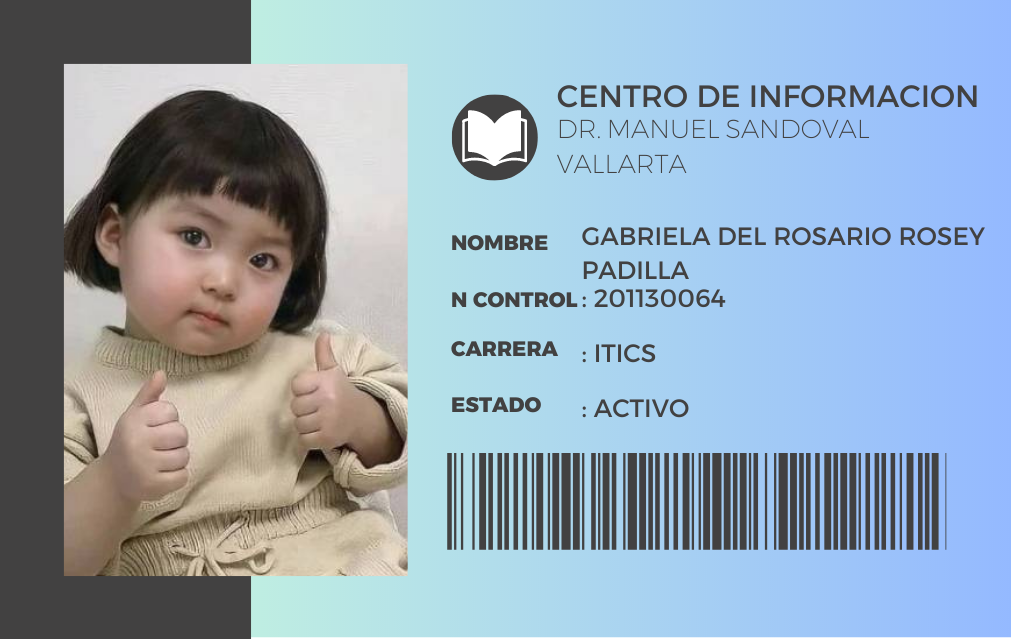 CENTRO DE INFORMACION
DR. MANUEL SANDOVAL
VALLARTA
NOMBRE GABRIELA DEL ROSARIO ROSEY
PADILLA
N CONTROL : 201130064
CARRERA : ITICS
ESTADO : ACTIVO